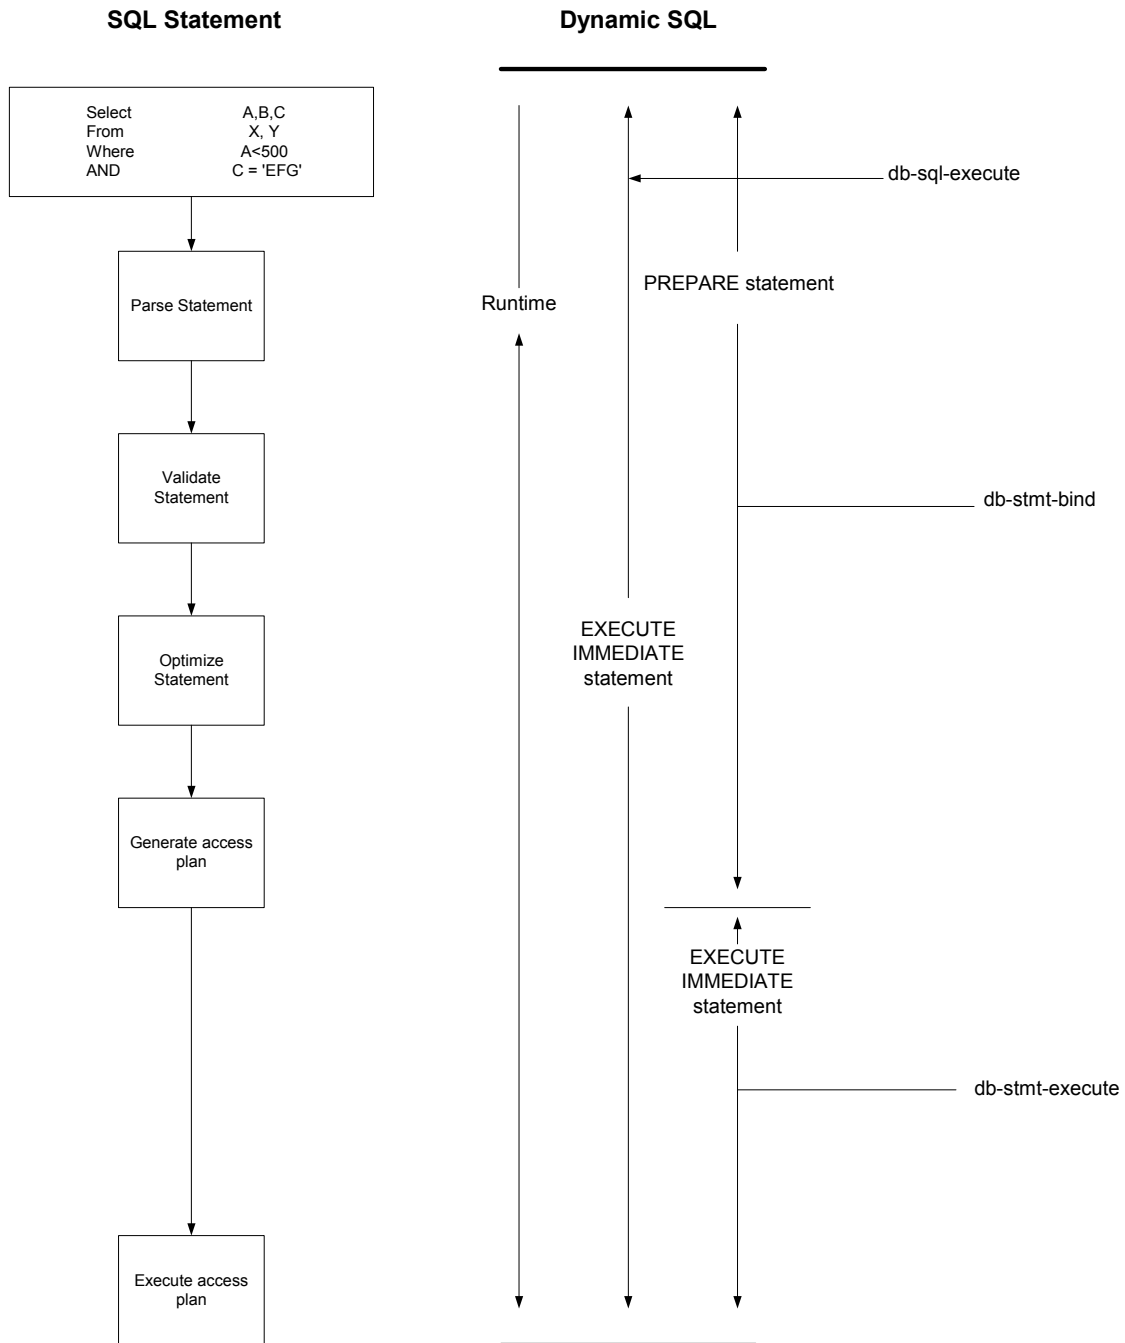 SQL Statement
Dynamic SQL
Select A,B,C
From X, Y
Where A<500
AND C = 'EFG'
db-sql-execute
Parse Statement
Runtime
PREPARE statement
Validate
Statement
db-stmt-bind
EXECUTE
IMMEDIATE
statement
Optimize
Statement
Generate access
plan
EXECUTE
IMMEDIATE
statement
db-stmt-execute
Execute access
plan